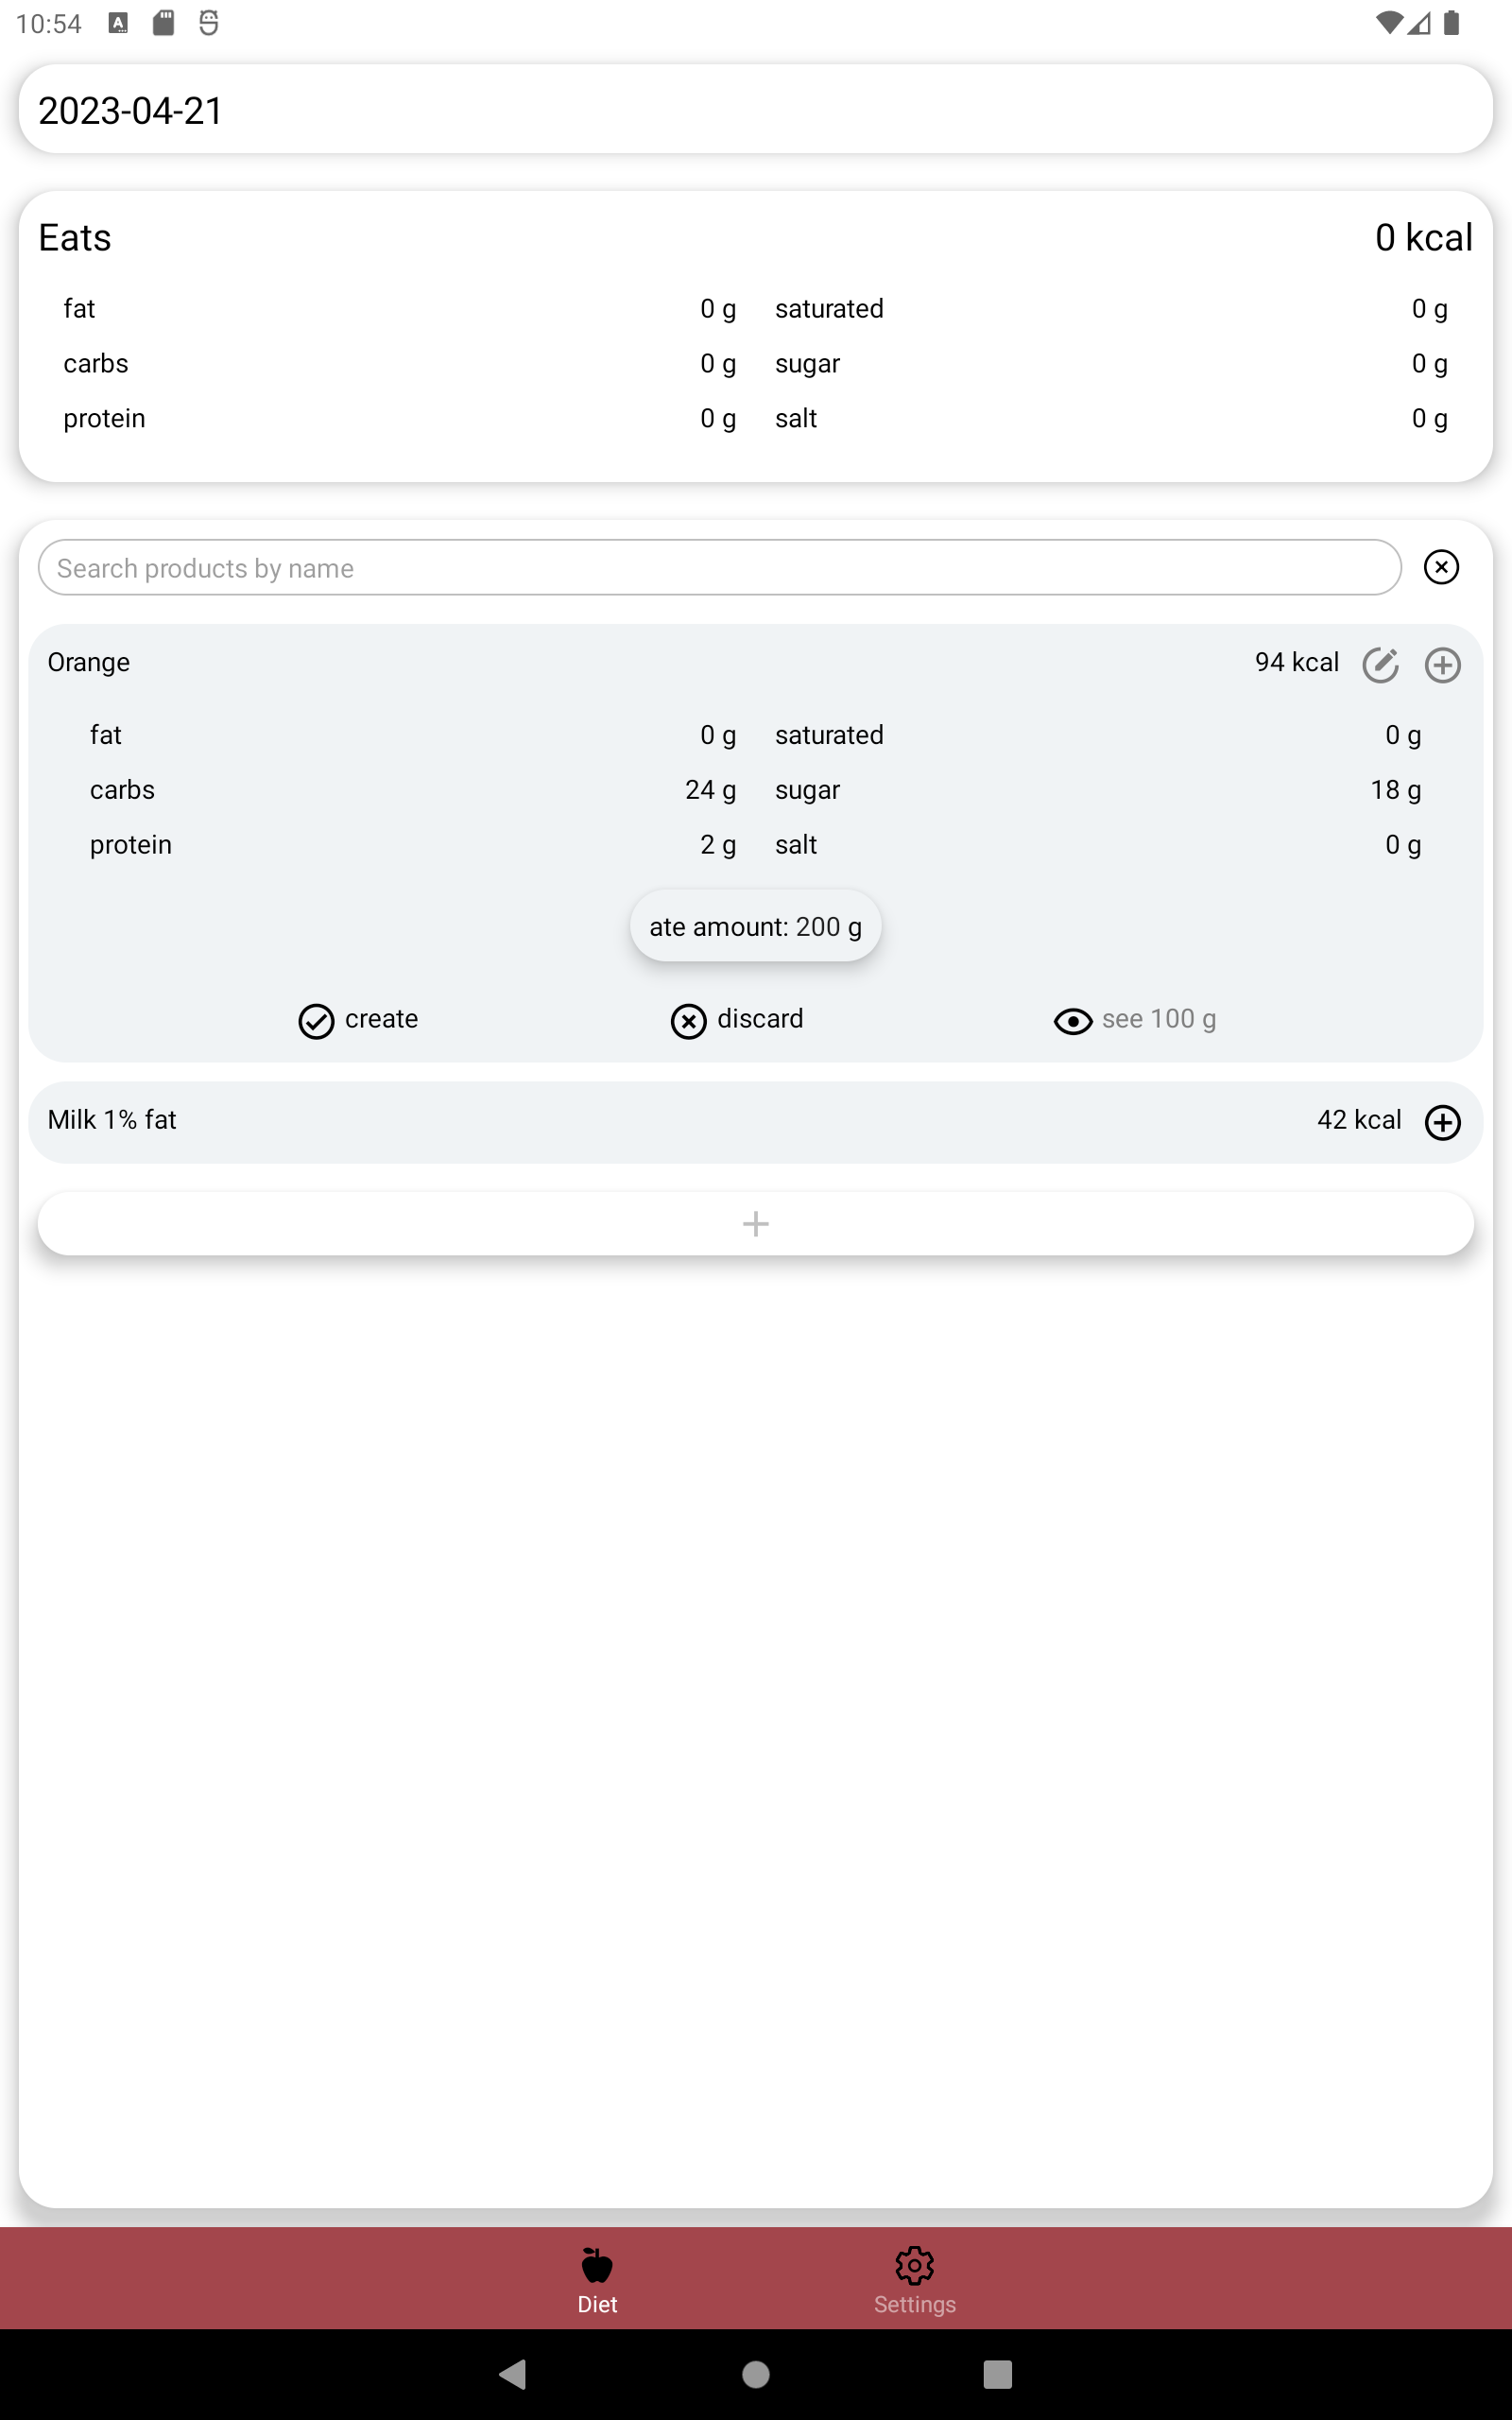 10:54
2023-04-21
Eats 0 kcal
fat 0 g saturated 0 g
carbs 0 g sugar 0 g
protein 0 g salt 0 g
Search products by name
Orange 94 kcal
fat 0 g saturated 0 g
carbs 24 g sugar 18 g
protein 2 g salt 0 g
ate amount: 200 g
create discard see 100 g
Milk 1% fat 42 kcal
Diet Settings